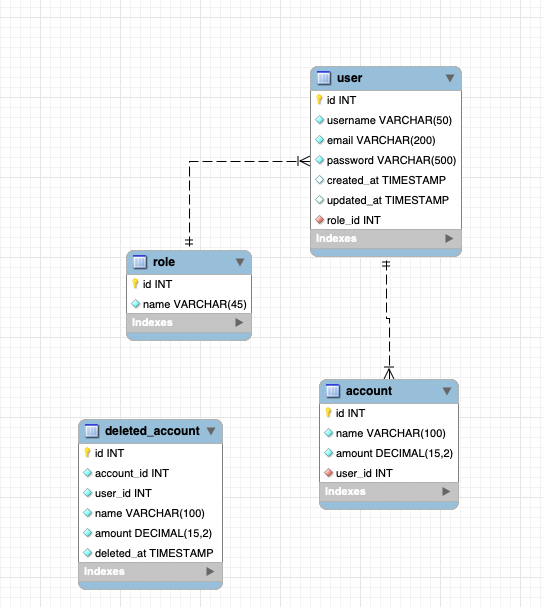 user
id INT
username VARCHAR(50)
email VARCHAR(200)
password VARCHAR(500)
created_at TIMESTAMP
updated_at TIMESTAMP
role_id INT
Indexes
role
id INT
name VARCHAR(45)
Indexes
account
id INT
name VARCHAR(100)
amount DECIMAL(15,2)
user_id INT
Indexes
deleted_account
id INT
account_id INT
user_id INT
name VARCHAR(100)
amount DECIMAL(15,2)
deleted_at TIMESTAMP
Indexes